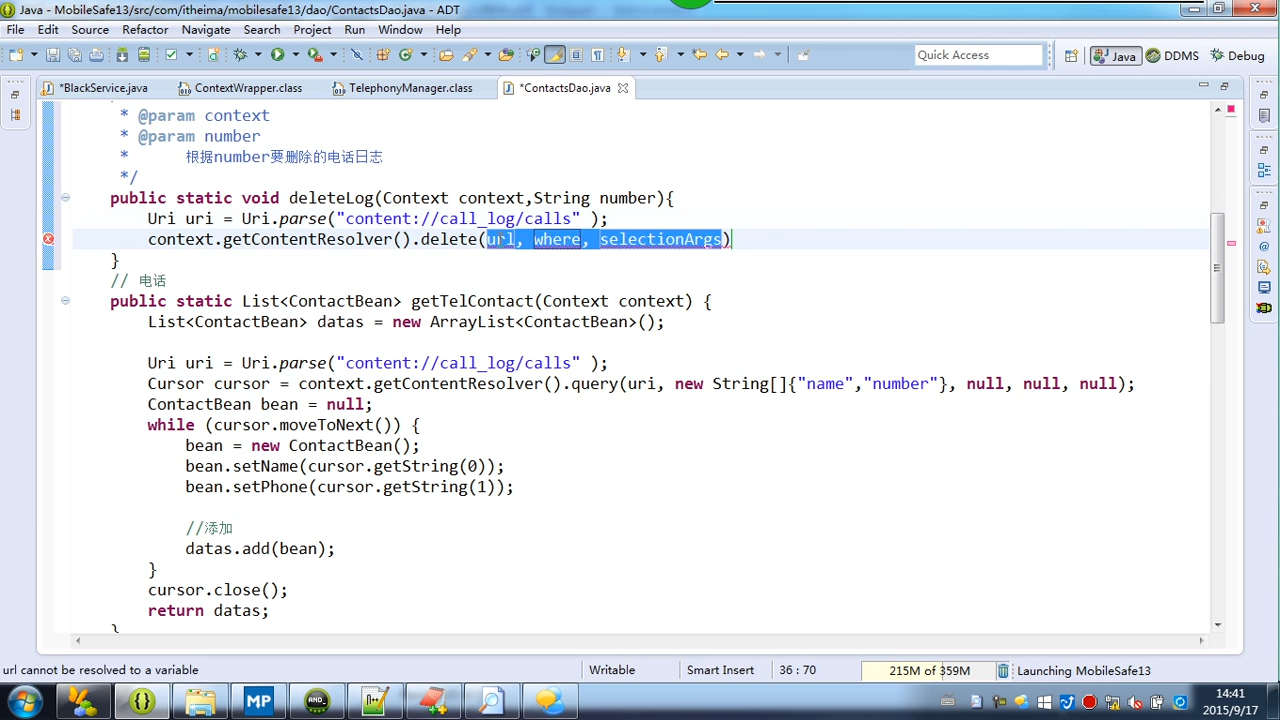 Java - MobileSafe13/src/com/itheima/mobilesafe13/dao/ContactsDao.java - ADT
File Edit Source Refactor Navigate Search Project Run Window Help
Quick Access Java DDMS Debug
*BlackService.java ContextWrapper.class TelephonyManager.class *ContactsDao.java
* @param context
* @param number
* 根据number要删除的电话日志
*/
public static void deleteLog(Context context,String number){
Uri uri = Uri.parse("content://call_log/calls" );
context.getContentResolver().delete(url, where, selectionArgs)
}
// 电话
public static List<ContactBean> getTelContact(Context context) {
List<ContactBean> datas = new ArrayList<ContactBean>();
Uri uri = Uri.parse("content://call_log/calls" );
Cursor cursor = context.getContentResolver().query(uri, new String[]{"name","number"}, null, null, null);
ContactBean bean = null;
while (cursor.moveToNext()) {
bean = new ContactBean();
bean.setName(cursor.getString(0));
bean.setPhone(cursor.getString(1));
//添加
datas.add(bean);
}
cursor.close();
return datas;
}
url cannot be resolved to a variable Writable Smart Insert 36 : 70 215M of 359M Launching MobileSafe13
14:41
2015/9/17